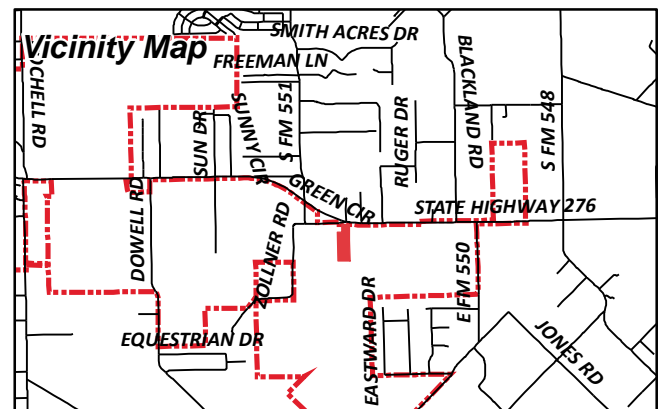 SMITH ACRES DR
Vicinity Map
FREEMAN LN
OCHELL RD
BLACKLAND RD
S FM 548
S FM 551
SUNNY CIR
SUN DR
RUGER DR
GREEN CIR
STATE HIGHWAY 276
DOWELL RD
ZOLLNER RD
E FM 550
EASTWARD DR
EQUESTRIAN DR
JONES RD